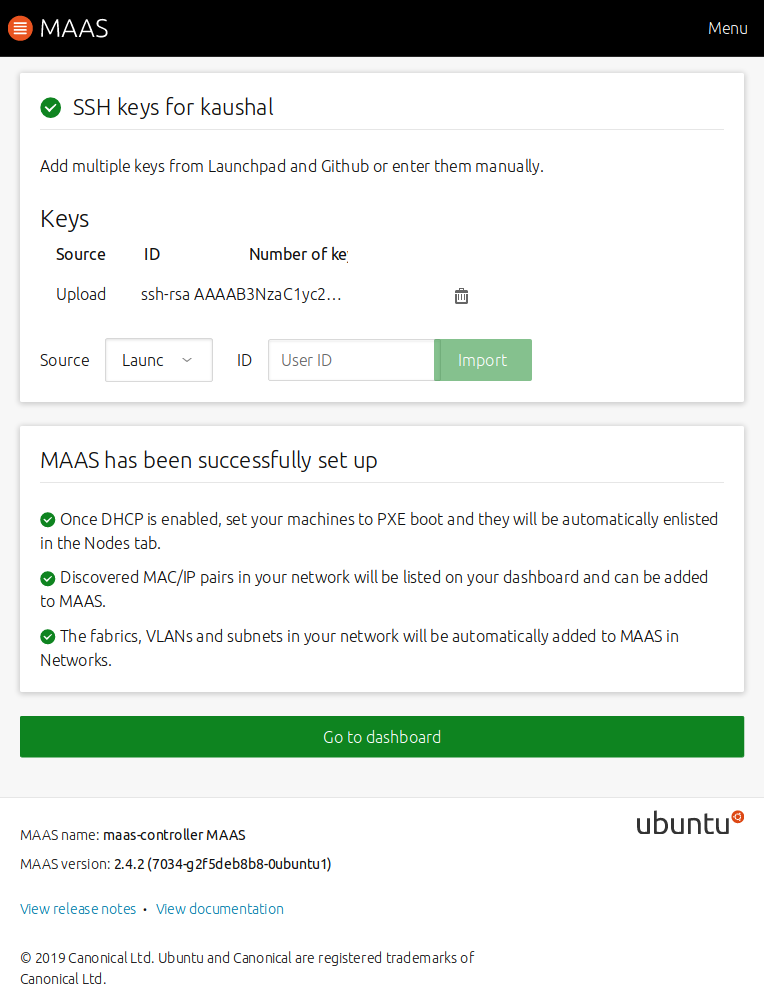 MAAS
Menu
SSH keys for kaushal
Add multiple keys from Launchpad and Github or enter them manually.
Keys
Source ID Number of key
Upload ssh-rsa AAAAB3NzaC1yc2…
Source Launc ID User ID Import
MAAS has been successfully set up
Once DHCP is enabled, set your machines to PXE boot and they will be automatically enlisted
in the Nodes tab.
Discovered MAC/IP pairs in your network will be listed on your dashboard and can be added
to MAAS.
The fabrics, VLANs and subnets in your network will be automatically added to MAAS in
Networks.
Go to dashboard
ubuntu
MAAS name: maas-controller MAAS
MAAS version: 2.4.2 (7034-g2f5deb8b8-0ubuntu1)
View release notes • View documentation
© 2019 Canonical Ltd. Ubuntu and Canonical are registered trademarks of
Canonical Ltd.